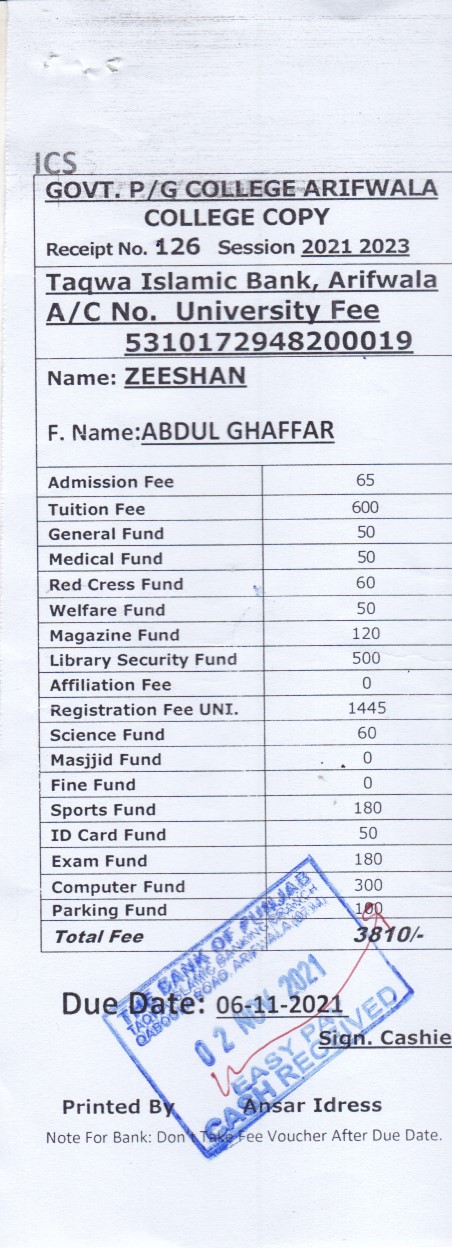 ICS
GOVT. P./G COLLEGE ARIFWALA
COLLEGE COPY
Receipt No. 126 Session 2021 2023
Taqwa Islamic Bank, Arifwala
A/C No. University Fee
5310172948200019
Name: ZEESHAN
F. Name:ABDUL GHAFFAR
Admission Fee 65
Tuition Fee 600
General Fund 50
Medical Fund 50
Red Cress Fund 60
Welfare Fund 50
Magazine Fund 120
Library Security Fund 500
Affiliation Fee 0
Registration Fee UNI. 1445
Science Fund 60
Masjjid Fund 0
Fine Fund 0
Sports Fund 180
ID Card Fund 50
Exam Fund 180
Computer Fund 300
Parking Fund 100
Total Fee 3810/-
THE BANK OF PUNJAB
TAQWA ISLAMIC BANKING BRANCH
QABOOLA ROAD, ARIFWALA
02 NOV 2021
EASY PAY
CASH RECEIVED
Due Date: 06-11-2021
Sign. Cashie
Printed By Ansar Idress
Note For Bank: Don't Take Fee Voucher After Due Date.